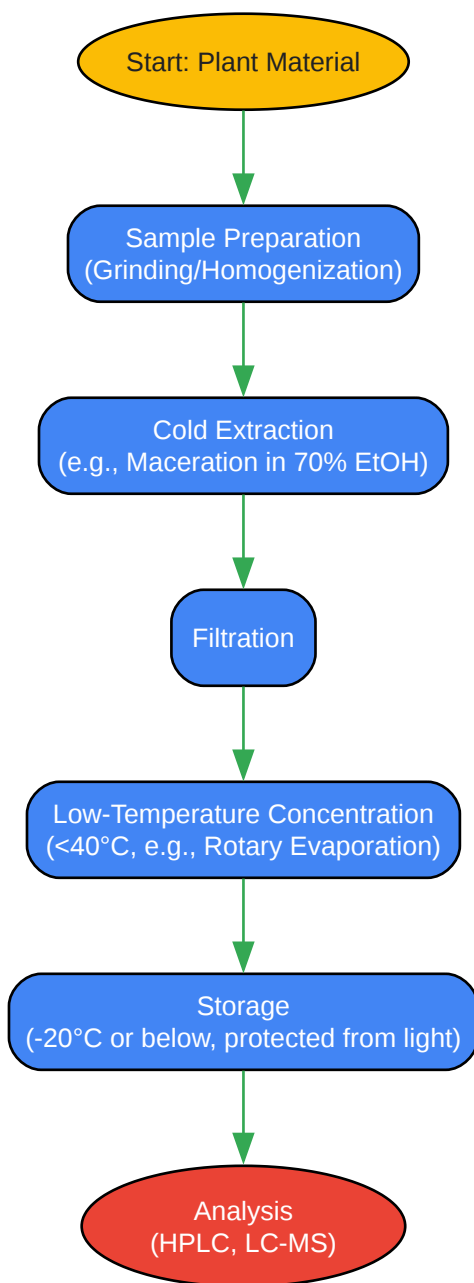 Start: Plant Material
Sample Preparation
(Grinding/Homogenization)
Cold Extraction
(e.g., Maceration in 70% EtOH)
Filtration
Low-Temperature Concentration
(<40°C, e.g., Rotary Evaporation)
Storage
(-20°C or below, protected from light)
Analysis
(HPLC, LC-MS)